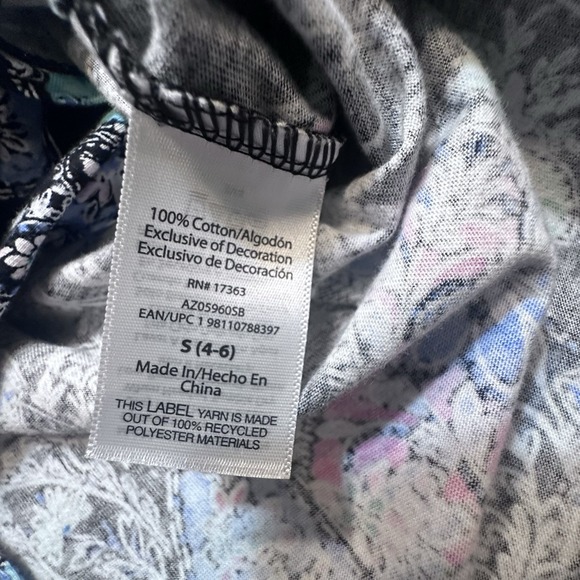 100% Cotton/Algodón
Exclusive of Decoration
Exclusivo de Decoración
RN# 17363
AZ05960SB
EAN/UPC 1 98110788397
S (4-6)
Made In/Hecho En
China
THIS LABEL YARN IS MADE
OUT OF 100% RECYCLED
POLYESTER MATERIALS